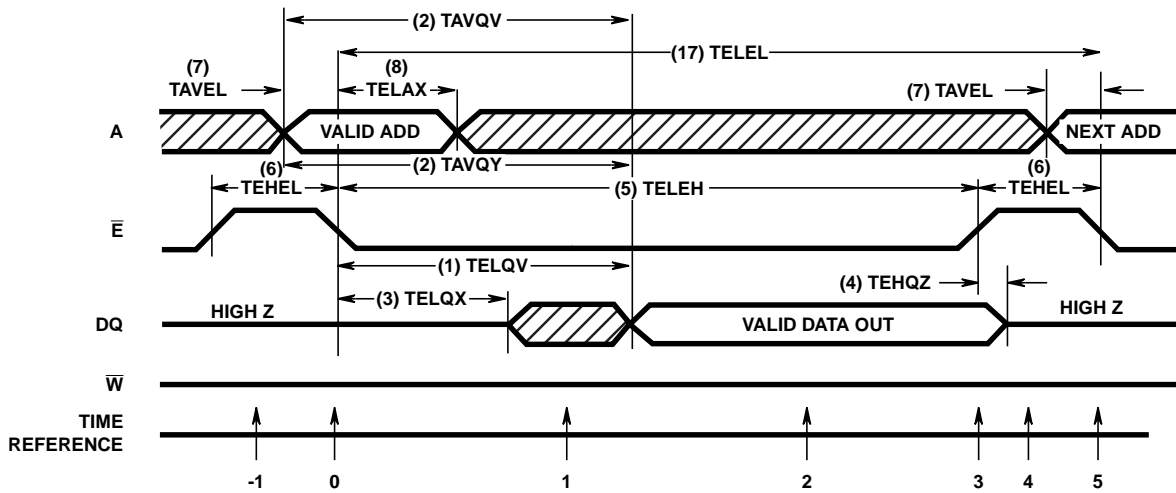 (2) TAVQV
(17) TELEL
(7)
TAVEL
(8)
TELAX
(7) TAVEL
A
VALID ADD
NEXT ADD
(2) TAVQY
(6)
TEHEL
(5) TELEH
(6)
TEHEL
E
(1) TELQV
(4) TEHQZ
(3) TELQX
HIGH Z
HIGH Z
DQ
VALID DATA OUT
W
TIME
REFERENCE
-1 0 1 2 3 4 5